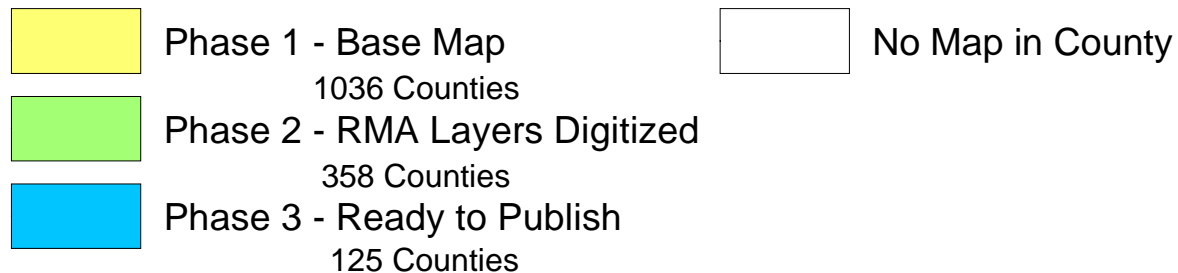 Phase 1 - Base Map
1036 Counties
Phase 2 - RMA Layers Digitized
358 Counties
Phase 3 - Ready to Publish
125 Counties
No Map in County